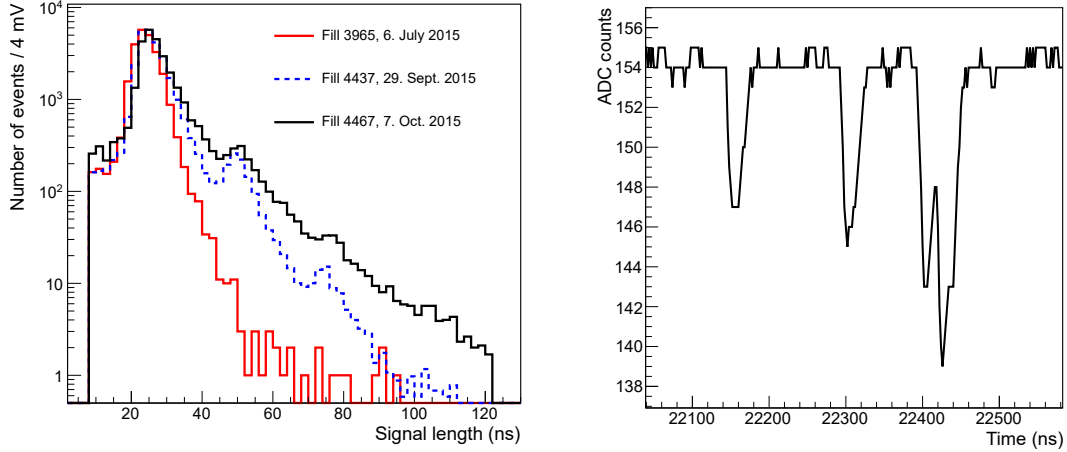 Number of events / 4 mV
10⁴
10³
10²
10
1
Fill 3965, 6. July 2015
Fill 4437, 29. Sept. 2015
Fill 4467, 7. Oct. 2015
20 40 60 80 100 120
Signal length (ns)
ADC counts
156
154
152
150
148
146
144
142
140
138
22100 22200 22300 22400 22500
Time (ns)